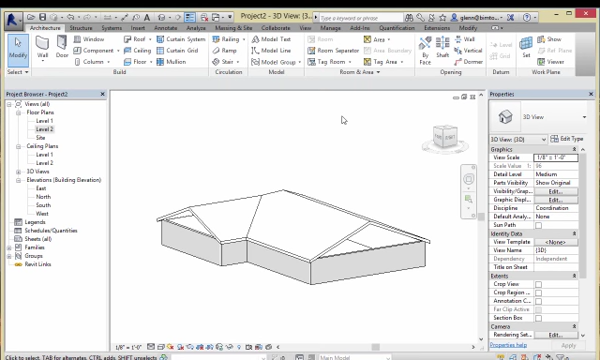 Project2 - 3D View: {3...
Type a keyword or phrase
glenn@bimto...
Architecture Structure Systems Insert Annotate Analyze Massing & Site Collaborate View Manage Add-Ins Quantification Extensions Modify
Modify Wall Door Window Component Column Roof Ceiling Floor Curtain System Curtain Grid Mullion Railing Ramp Stair Model Text Model Line Model Group Room Room Separator Tag Room Area Area Boundary Tag Area By Face Shaft Wall Vertical Dormer Datum Set Show Ref Plane Viewer
Select Build Circulation Model Room & Area Opening Datum Work Plane
Project Browser - Project2
Views (all)
Floor Plans
Level 1
Level 2
Site
Ceiling Plans
Level 1
Level 2
3D Views
Elevations (Building Elevation)
East
North
South
West
Legends
Schedules/Quantities
Sheets (all)
Families
Groups
Revit Links
Properties
3D View
3D View: {3D} Edit Type
Graphics
View Scale 1/8" = 1'-0"
Scale Value 1: 96
Detail Level Medium
Parts Visibility Show Original
Visibility/Grap... Edit...
Graphic Displ... Edit...
Discipline Coordination
Default Analy... None
Sun Path
Identity Data
View Template <None>
View Name {3D}
Dependency Independent
Title on Sheet
Extents
Crop View
Crop Region ...
Annotation C...
Far Clip Active
Section Box
Camera
Rendering Set... Edit...
Properties help Apply
1/8" = 1'-0"
Click to select, TAB for alternates, CTRL adds, SHIFT unselects.
:0
Main Model